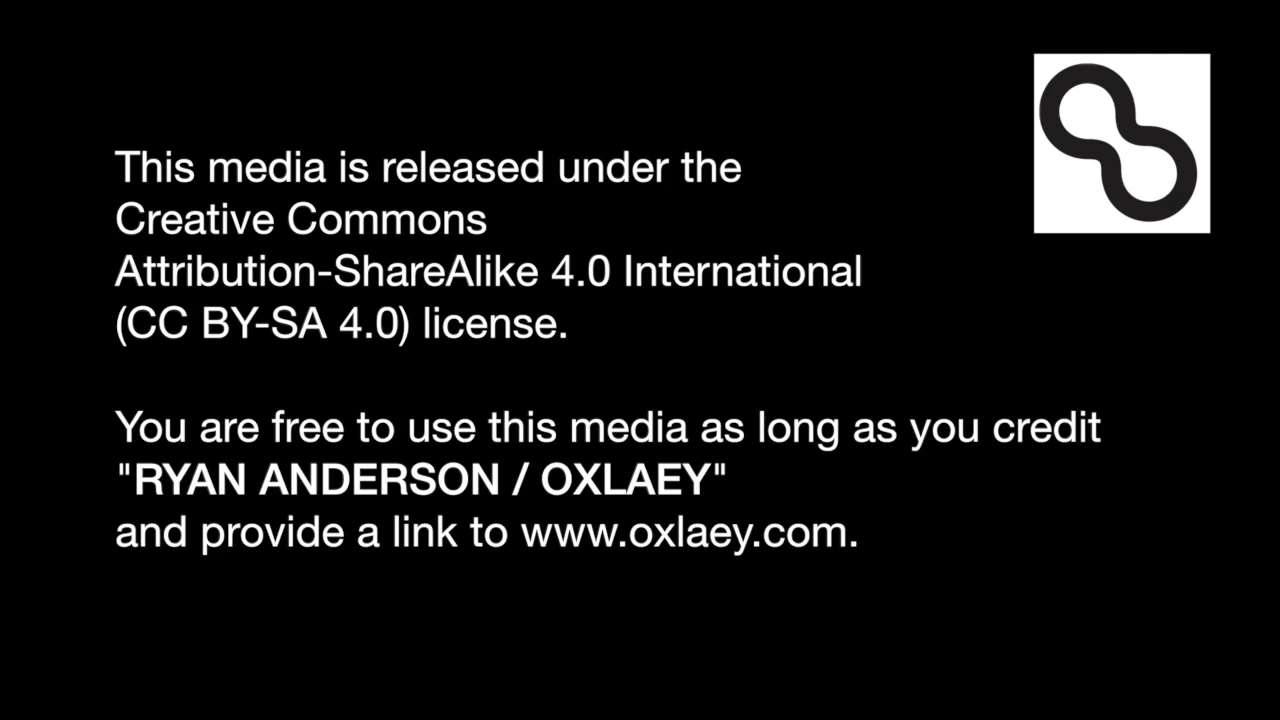 This media is released under the
Creative Commons
Attribution-ShareAlike 4.0 International
(CC BY-SA 4.0) license.
You are free to use this media as long as you credit
"RYAN ANDERSON / OXLAEY"
and provide a link to www.oxlaey.com.